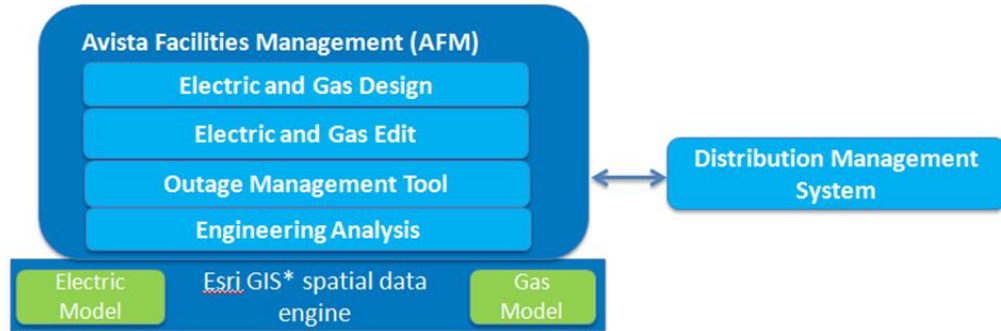 Avista Facilities Management (AFM)
Electric and Gas Design
Electric and Gas Edit
Outage Management Tool
Engineering Analysis
Distribution Management
System
Electric
Model
Esri GIS* spatial data
engine
Gas
Model